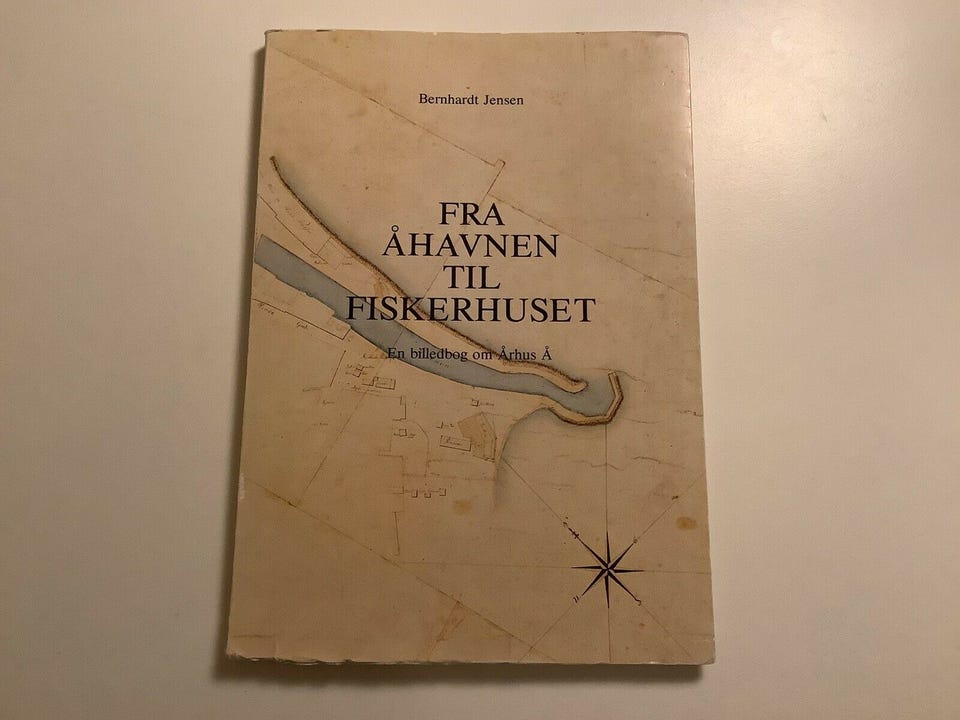 Bernhardt Jensen
FRA
ÅHAVNEN
TIL
FISKERHUSET
En billedbog om Århus Å